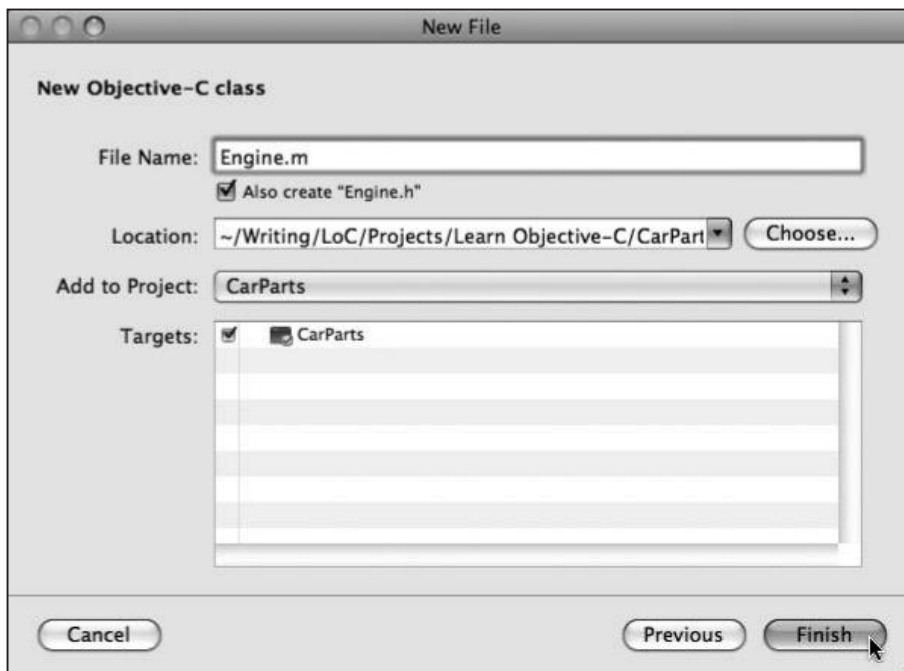 New File
New Objective-C class
File Name: Engine.m
Also create "Engine.h"
Location: ~/Writing/LoC/Projects/Learn Objective-C/CarPart Choose...
Add to Project: CarParts
Targets: CarParts
Cancel Previous Finish